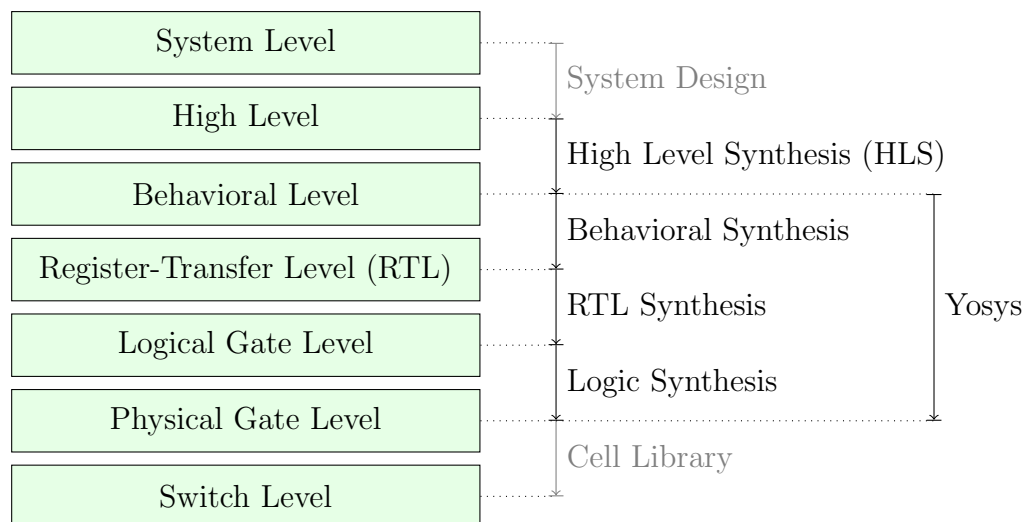 System Level
System Design
High Level
High Level Synthesis (HLS)
Behavioral Level
Behavioral Synthesis
Register-Transfer Level (RTL)
RTL Synthesis
Yosys
Logical Gate Level
Logic Synthesis
Physical Gate Level
Cell Library
Switch Level